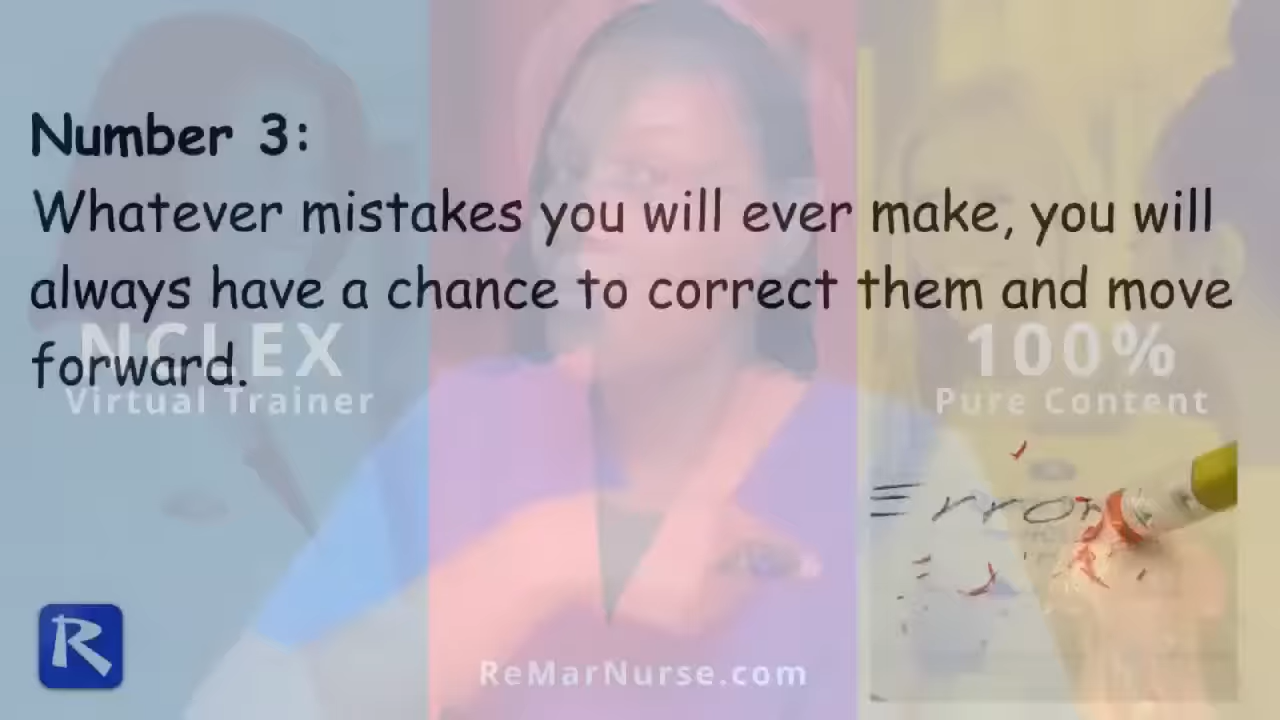 Number 3:
Whatever mistakes you will ever make, you will
always have a chance to correct them and move
forward.
NCLEX
Virtual Trainer
100%
Pure Content
Error
R
ReMarNurse.com